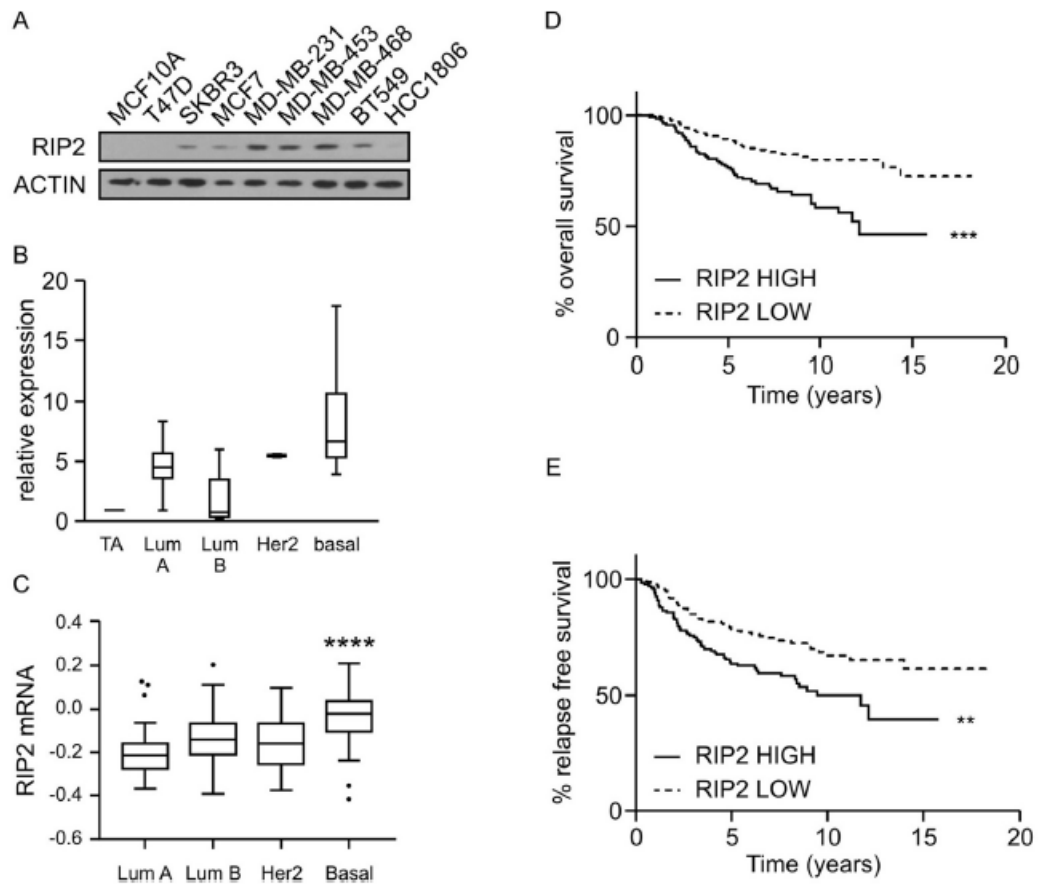 A
MCF10A
T47D
SKBR3
MCF7
MD-MB-231
MD-MB-453
MD-MB-468
BT549
HCC1806
RIP2
ACTIN
B
20
15
10
5
0
relative expression
TA
Lum A
Lum B
Her2
basal
C
0.4
0.2
0.0
-0.2
-0.4
-0.6
RIP2 mRNA
****
Lum A
Lum B
Her2
Basal
D
100
50
0
% overall survival
***
RIP2 HIGH
RIP2 LOW
5
10
15
20
Time (years)
E
100
50
0
% relapse free survival
**
RIP2 HIGH
RIP2 LOW
5
10
15
20
Time (years)